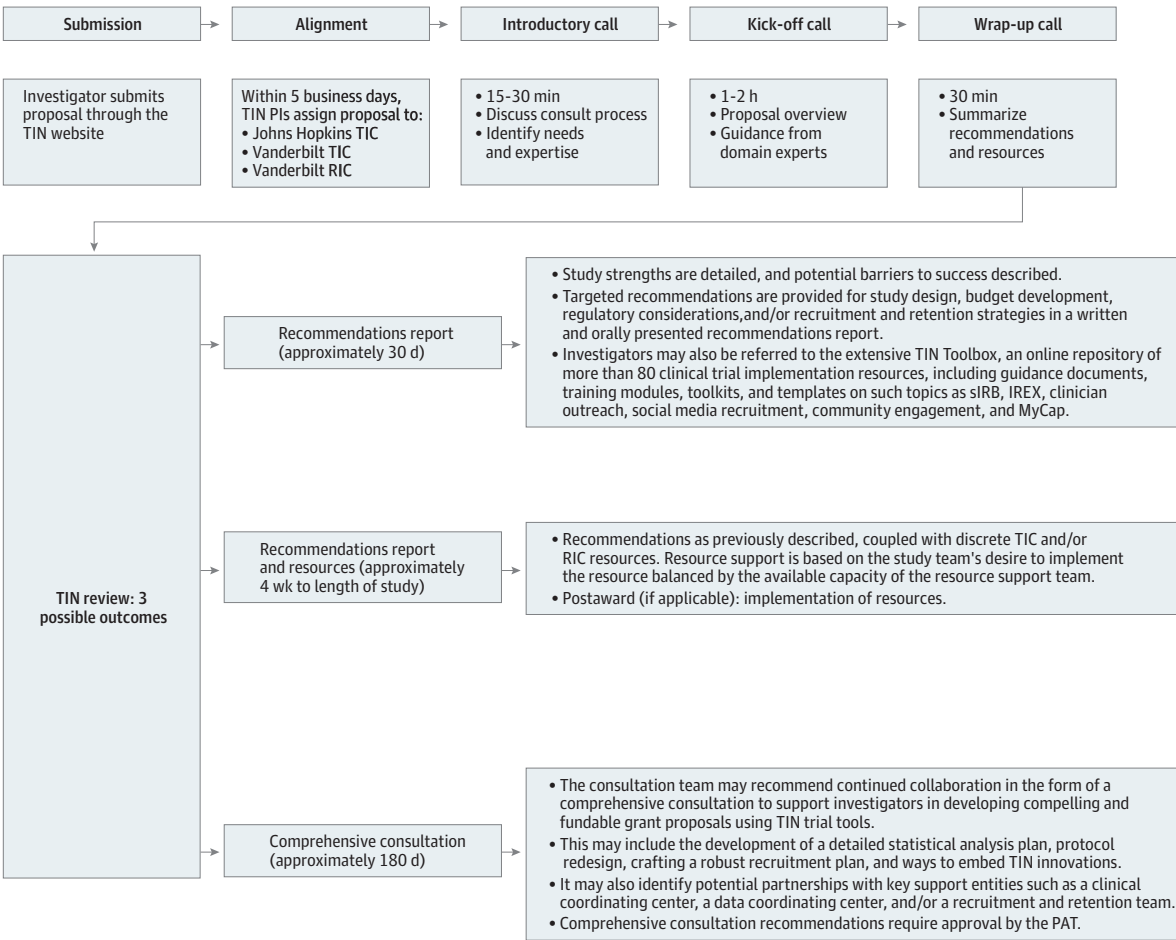 Submission
Alignment
Introductory call
Kick-off call
Wrap-up call
Investigator submits
proposal through the
TIN website
Within 5 business days,
TIN PIs assign proposal to:
• Johns Hopkins TIC
• Vanderbilt TIC
• Vanderbilt RIC
• 15-30 min
• Discuss consult process
• Identify needs
and expertise
• 1-2 h
• Proposal overview
• Guidance from
domain experts
• 30 min
• Summarize
recommendations
and resources
TIN review: 3
possible outcomes
Recommendations report
(approximately 30 d)
• Study strengths are detailed, and potential barriers to success described.
• Targeted recommendations are provided for study design, budget development,
regulatory considerations,and/or recruitment and retention strategies in a written
and orally presented recommendations report.
• Investigators may also be referred to the extensive TIN Toolbox, an online repository of
more than 80 clinical trial implementation resources, including guidance documents,
training modules, toolkits, and templates on such topics as sIRB, IREX, clinician
outreach, social media recruitment, community engagement, and MyCap.
Recommendations report
and resources (approximately
4 wk to length of study)
• Recommendations as previously described, coupled with discrete TIC and/or
RIC resources. Resource support is based on the study team's desire to implement
the resource balanced by the available capacity of the resource support team.
• Postaward (if applicable): implementation of resources.
Comprehensive consultation
(approximately 180 d)
• The consultation team may recommend continued collaboration in the form of a
comprehensive consultation to support investigators in developing compelling and
fundable grant proposals using TIN trial tools.
• This may include the development of a detailed statistical analysis plan, protocol
redesign, crafting a robust recruitment plan, and ways to embed TIN innovations.
• It may also identify potential partnerships with key support entities such as a clinical
coordinating center, a data coordinating center, and/or a recruitment and retention team.
• Comprehensive consultation recommendations require approval by the PAT.